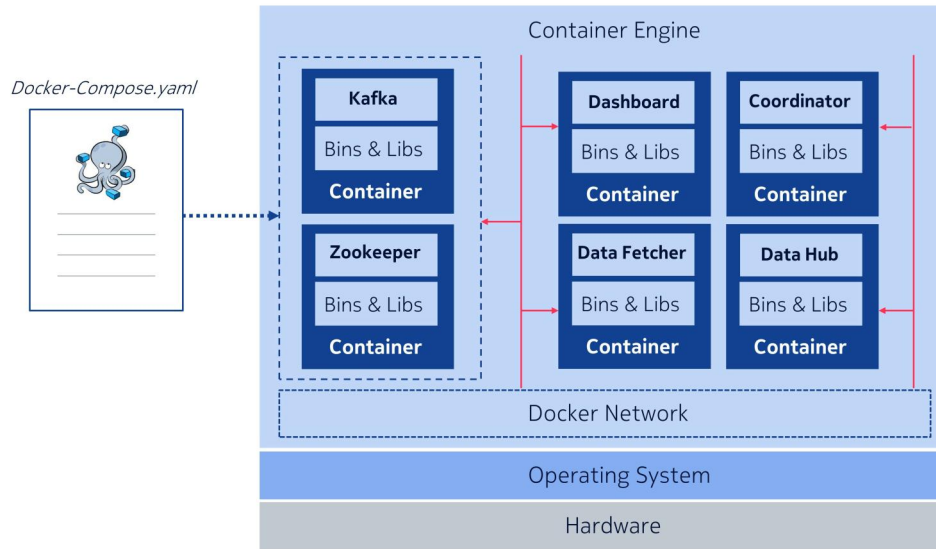 Container Engine
Docker-Compose.yaml
Kafka
Bins & Libs
Container
Zookeeper
Bins & Libs
Container
Dashboard
Bins & Libs
Container
Coordinator
Bins & Libs
Container
Data Fetcher
Bins & Libs
Container
Data Hub
Bins & Libs
Container
Docker Network
Operating System
Hardware